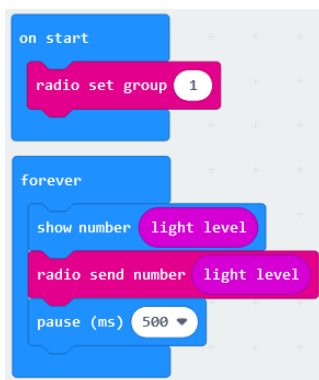 on start
radio set group 1
forever
show number light level
radio send number light level
pause (ms) 500